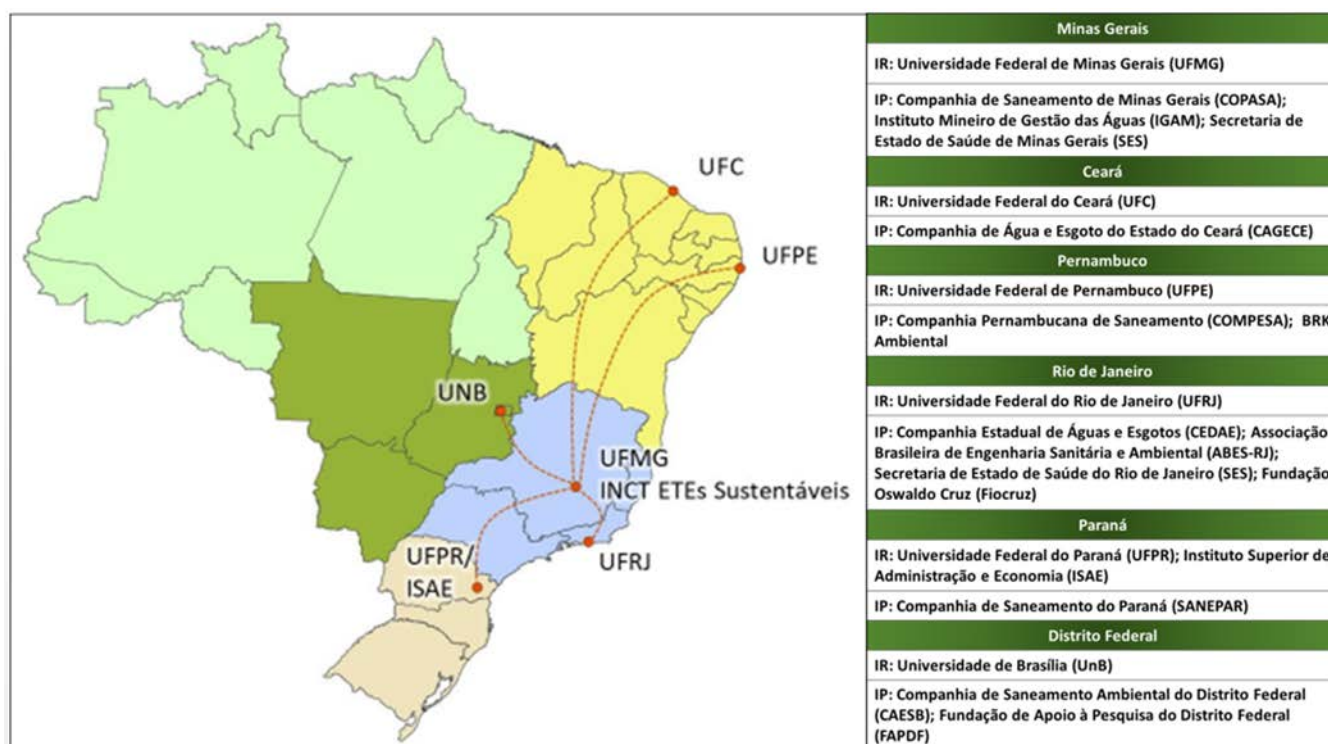 UFC
UFPE
UNB
UFMG
INCT ETEs Sustentáveis
UFPR/
ISAE
UFRJ
Minas Gerais
IR: Universidade Federal de Minas Gerais (UFMG)
IP: Companhia de Saneamento de Minas Gerais (COPASA);
Instituto Mineiro de Gestão das Águas (IGAM); Secretaria de
Estado de Saúde de Minas Gerais (SES)
Ceará
IR: Universidade Federal do Ceará (UFC)
IP: Companhia de Água e Esgoto do Estado do Ceará (CAGECE)
Pernambuco
IR: Universidade Federal de Pernambuco (UFPE)
IP: Companhia Pernambucana de Saneamento (COMPESA); BRK
Ambiental
Rio de Janeiro
IR: Universidade Federal do Rio de Janeiro (UFRJ)
IP: Companhia Estadual de Águas e Esgotos (CEDAE); Associação
Brasileira de Engenharia Sanitária e Ambiental (ABES-RJ);
Secretaria de Estado de Saúde do Rio de Janeiro (SES); Fundação
Oswaldo Cruz (Fiocruz)
Paraná
IR: Universidade Federal do Paraná (UFPR); Instituto Superior de
Administração e Economia (ISAE)
IP: Companhia de Saneamento do Paraná (SANEPAR)
Distrito Federal
IR: Universidade de Brasília (UnB)
IP: Companhia de Saneamento Ambiental do Distrito Federal
(CAESB); Fundação de Apoio à Pesquisa do Distrito Federal
(FAPDF)